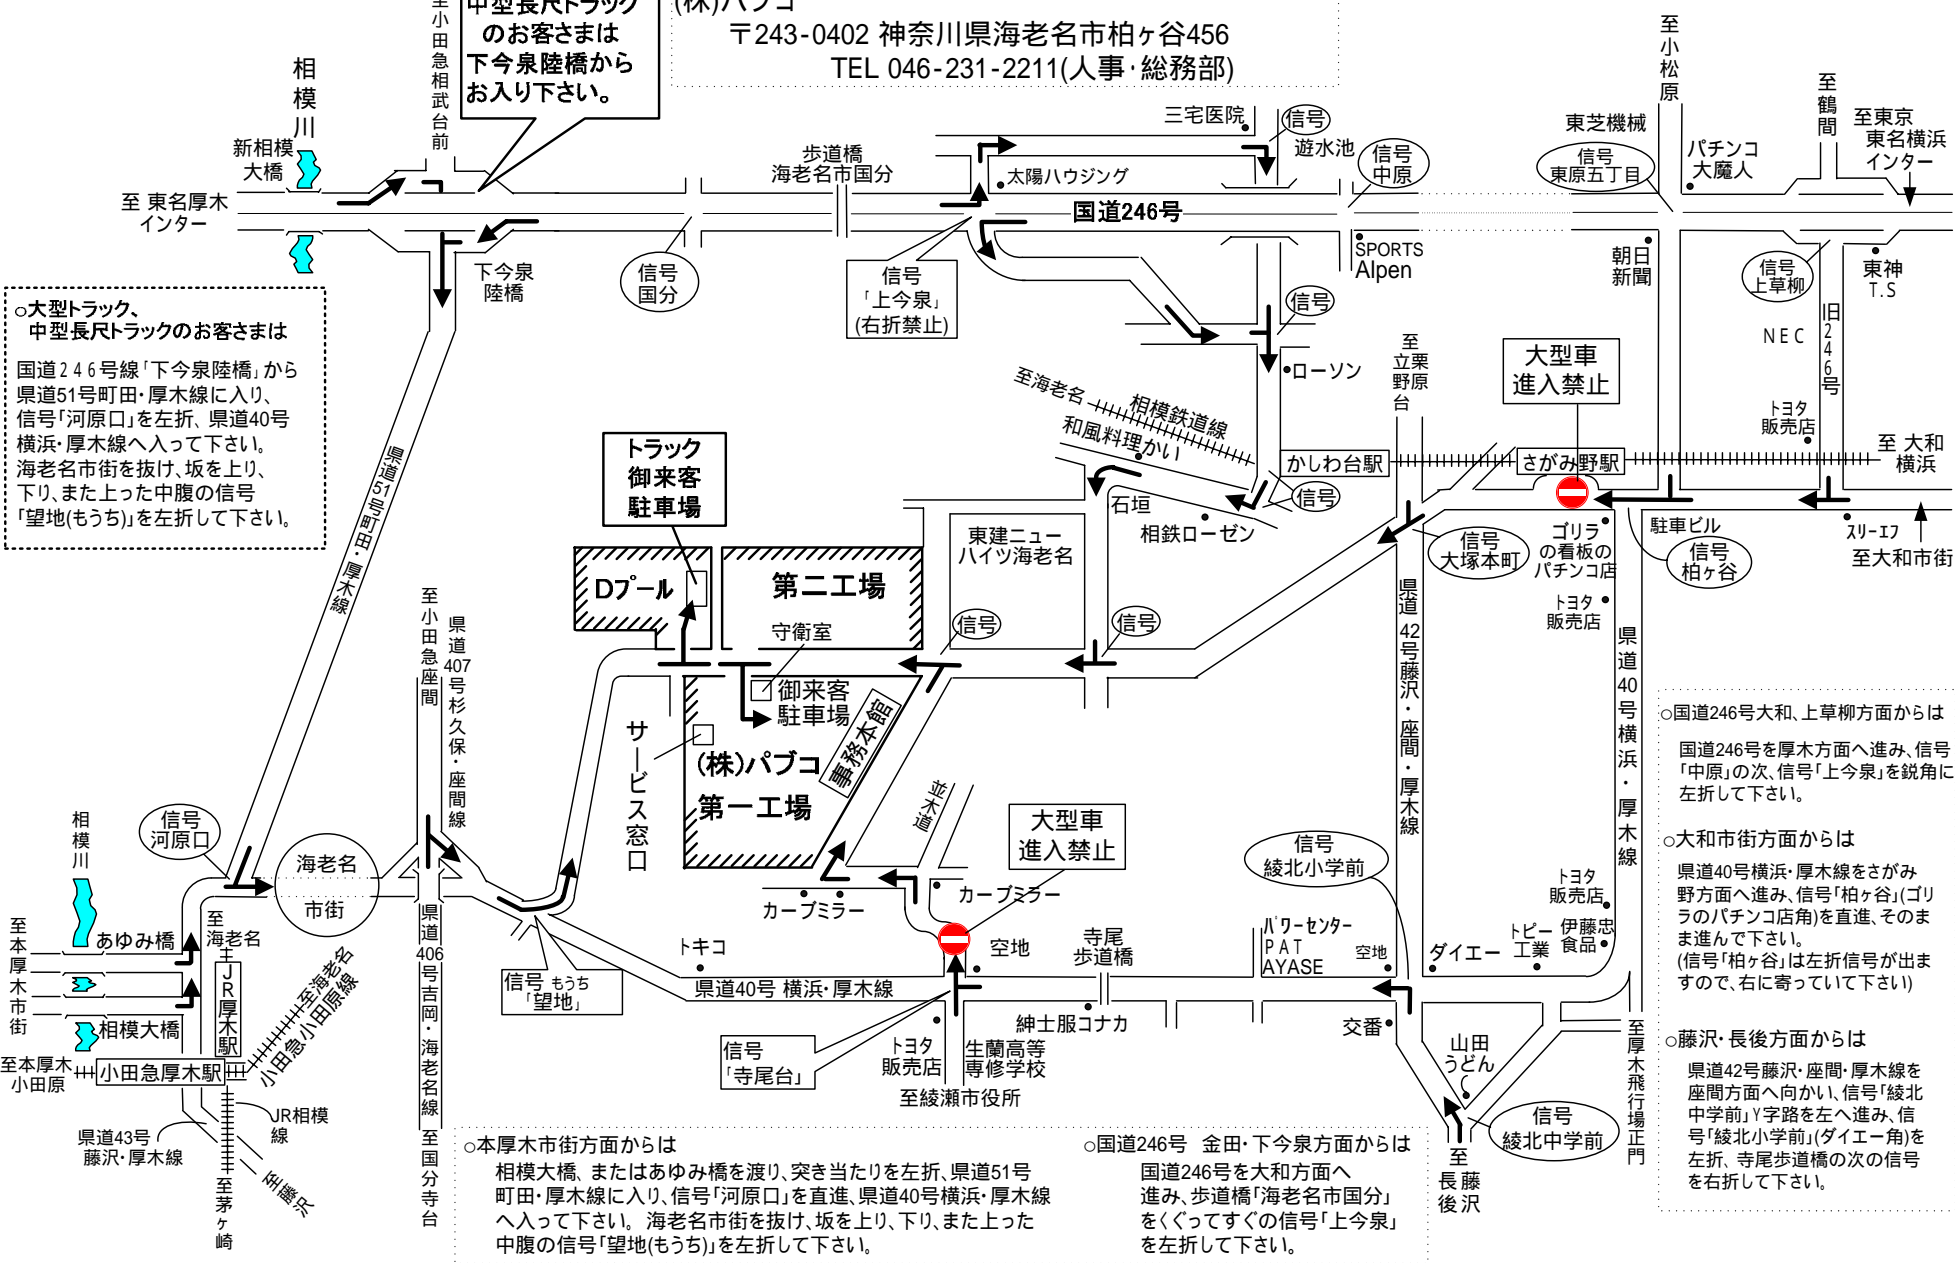 至小田急相武台前
中型長尺トラック
のお客さまは
下今泉陸橋から
お入り下さい。
(株)パブコ
〒243-0402 神奈川県海老名市柏ヶ谷456
TEL 046-231-2211(人事・総務部)
相模川
新相模
大橋
至 東名厚木
インター
下今泉
陸橋
信号
国分
歩道橋
海老名市国分
三宅医院
信号
遊水池
太陽ハウジング
国道246号
信号
中原
SPORTS
Alpen
信号
「上今泉」
(右折禁止)
信号
ローソン
至小松原
東芝機械
信号
東原五丁目
パチンコ
大魔人
至鶴間
至東京
東名横浜
インター
朝日
新聞
信号
上草柳
東神
T.S
NEC
旧246号
トヨタ
販売店
至 大和
横浜
○大型トラック、
中型長尺トラックのお客さまは
国道246号線「下今泉陸橋」から
県道51号町田・厚木線に入り、
信号「河原口」を左折、県道40号
横浜・厚木線へ入って下さい。
海老名市街を抜け、坂を上り、
下り、また上った中腹の信号
「望地(もうち)」を左折して下さい。
県道51号町田・厚木線
トラック
御来客
駐車場
至海老名
相模鉄道線
和風料理かい
かしわ台駅
信号
石垣
相鉄ローゼン
至立野台
栗原
大型車
進入禁止
さがみ野駅
信号
大塚本町
ゴリラ
の看板の
パチンコ店
駐車ビル
信号
柏ヶ谷
スリーエフ
至大和市街
トヨタ
販売店
県道42号藤沢・座間・厚木線
県道40号横浜・厚木線
東建ニュー
ハイツ海老名
信号
信号
Dプール
第二工場
守衛室
御来客
駐車場
事務本館
(株)パブコ
第一工場
サービス窓口
並木道
至小田急座間
県道407号杉久保・座間線
大型車
進入禁止
カーブミラー
カーブミラー
信号
綾北小学前
信号
河原口
海老名
市街
相模川
あゆみ橋
至本厚木市街
相模大橋
至
海老名
JR厚木駅
至海老名
小田急小田原線
至本厚木
小田原
小田急厚木駅
JR相模
線
県道43号
藤沢・厚木線
至藤沢
至茅ヶ崎
県道406号吉岡・海老名線
至国分寺台
信号 もうち
「望地」
トキコ
県道40号 横浜・厚木線
空地
寺尾
歩道橋
パワーセンター
PAT
AYASE
空地
ダイエー
トピー
工業
伊藤忠
食品
トヨタ
販売店
信号
「寺尾台」
トヨタ
販売店
生蘭高等
専修学校
至綾瀬市役所
紳士服コナカ
交番
山田
うどん
信号
綾北中学前
至
長後
藤沢
至厚木飛行場正門
○国道246号大和、上草柳方面からは
国道246号を厚木方面へ進み、信号
「中原」の次、信号「上今泉」を鋭角に
左折して下さい。
○大和市街方面からは
県道40号横浜・厚木線をさがみ
野方面へ進み、信号「柏ヶ谷」(ゴリ
ラのパチンコ店角)を直進、そのま
ま進んで下さい。
(信号「柏ヶ谷」は左折信号が出ま
すので、右に寄っていて下さい)
○藤沢・長後方面からは
県道42号藤沢・座間・厚木線を
座間方面へ向かい、信号「綾北
中学前」Y字路を左へ進み、信
号「綾北小学前」(ダイエー角)を
左折、寺尾歩道橋の次の信号
を右折して下さい。
○本厚木市街方面からは
相模大橋、またはあゆみ橋を渡り、突き当たりを左折、県道51号
町田・厚木線に入り、信号「河原口」を直進、県道40号横浜・厚木線
へ入って下さい。海老名市街を抜け、坂を上り、下り、また上った
中腹の信号「望地(もうち)」を左折して下さい。
○国道246号 金田・下今泉方面からは
国道246号を大和方面へ
進み、歩道橋「海老名市国分」
をくぐってすぐの信号「上今泉」
を左折して下さい。